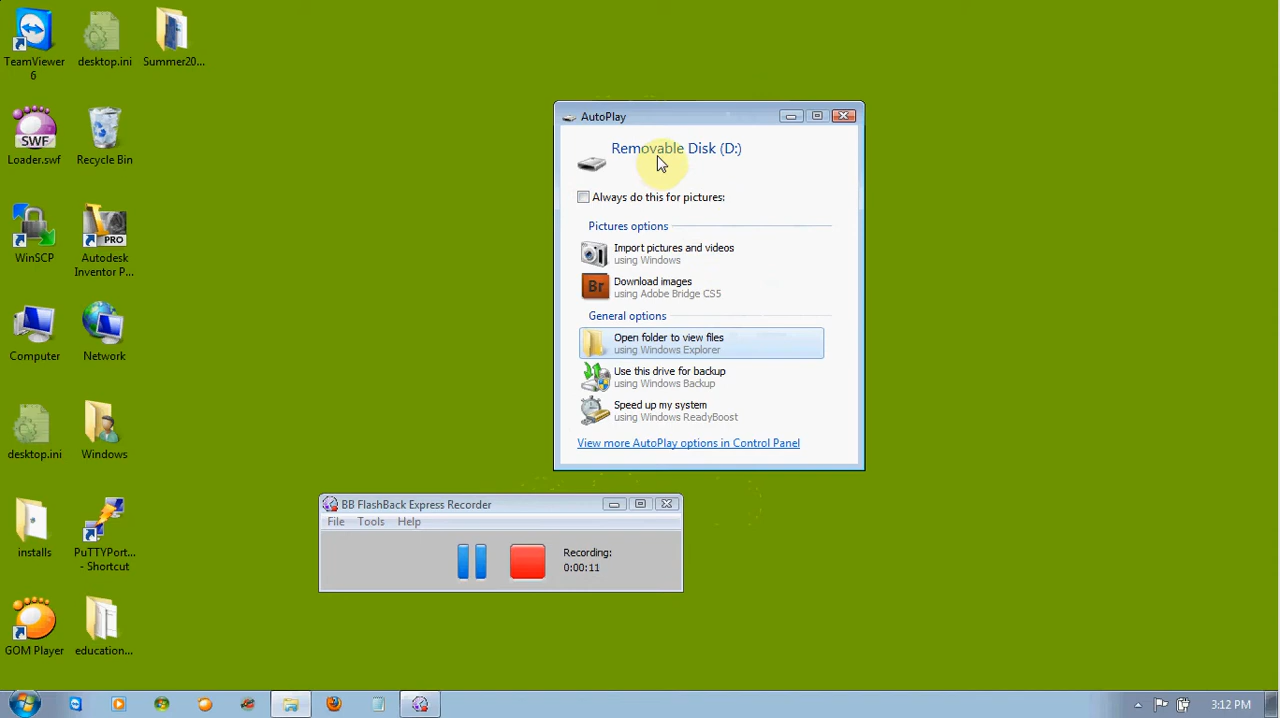 TeamViewer
6
desktop.ini
Summer20...
SWF
Loader.swf
Recycle Bin
WinSCP
PRO
Autodesk
Inventor P...
Computer
Network
desktop.ini
Windows
installs
PuTTYPort...
- Shortcut
GOM Player
education...
AutoPlay
Removable Disk (D:)
Always do this for pictures:
Pictures options
Import pictures and videos
using Windows
Br
Download images
using Adobe Bridge CS5
General options
Open folder to view files
using Windows Explorer
Use this drive for backup
using Windows Backup
Speed up my system
using Windows ReadyBoost
View more AutoPlay options in Control Panel
BB FlashBack Express Recorder
File Tools Help
Recording:
0:00:11
3:12 PM